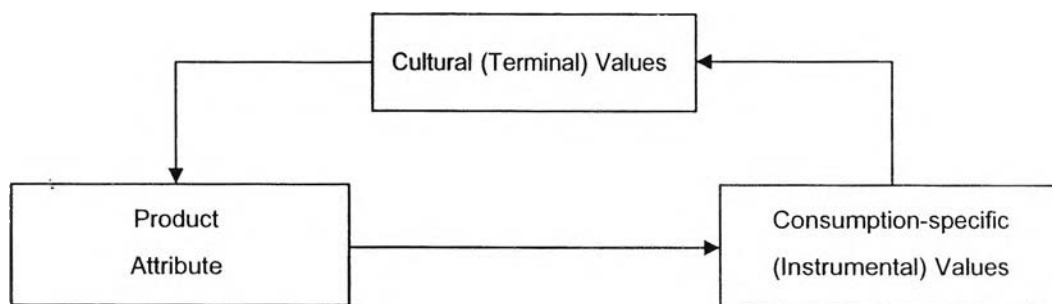 Cultural (Terminal) Values
Product
Attribute
Consumption-specific
(Instrumental) Values